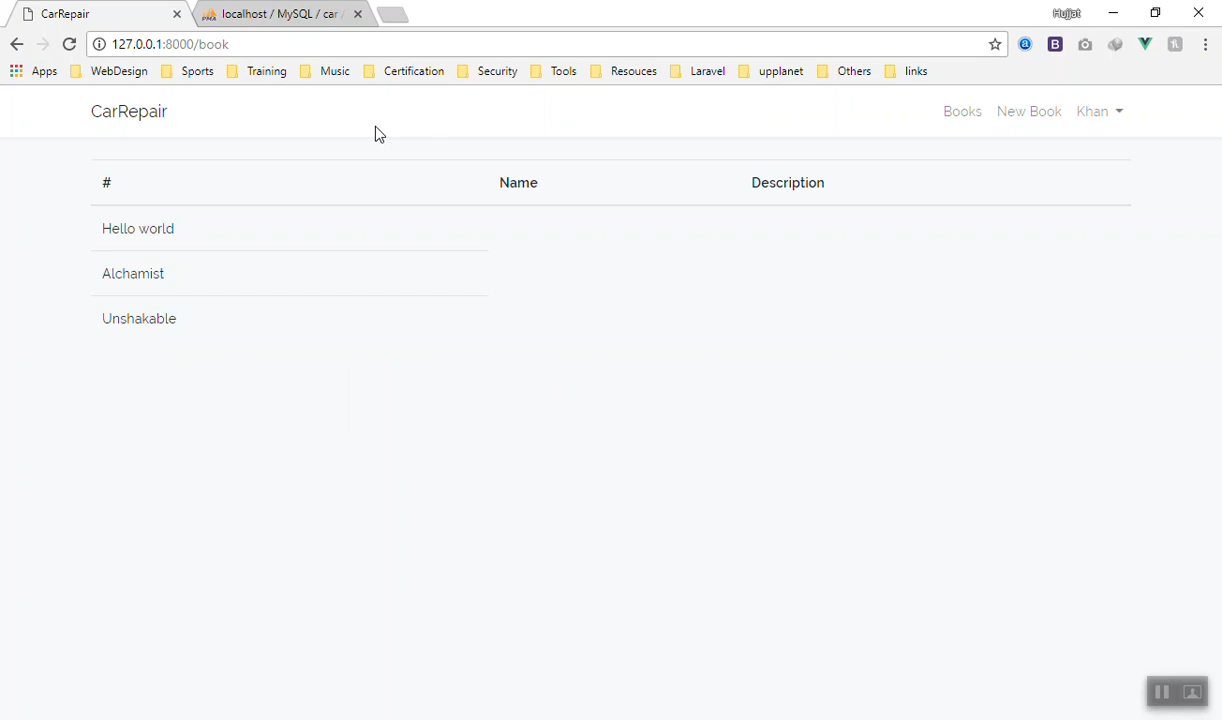 CarRepair
localhost / MySQL / car /
Hujjat
127.0.0.1:8000/book
Apps WebDesign Sports Training Music Certification Security Tools Resouces Laravel upplanet Others links
CarRepair Books New Book Khan
# Name Description
Hello world
Alchamist
Unshakable